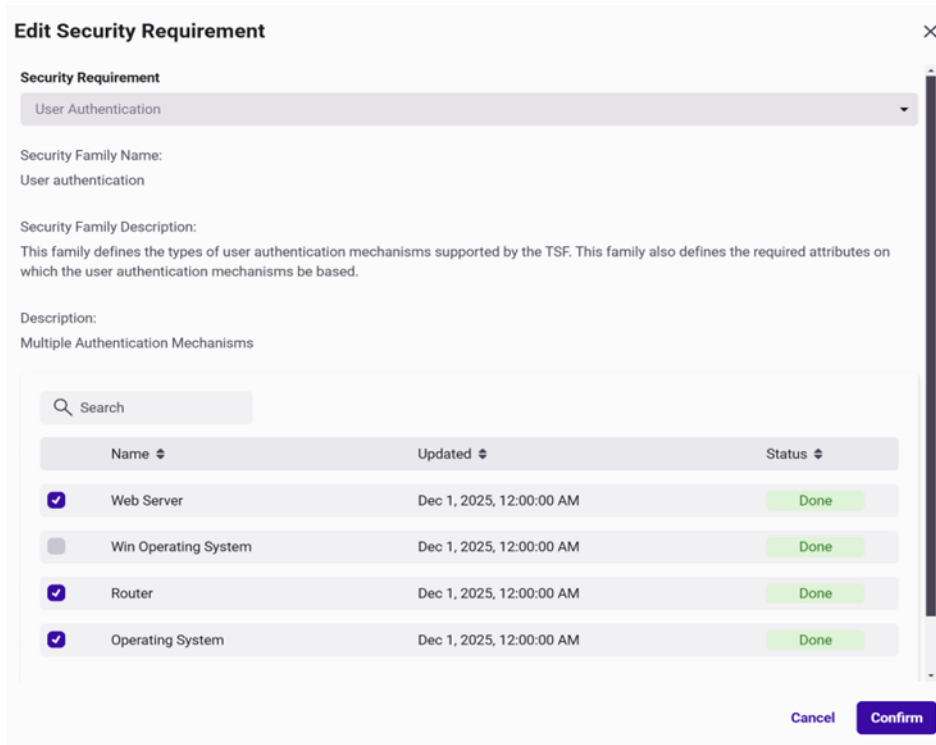 Edit Security Requirement
Security Requirement
User Authentication
Security Family Name:
User authentication
Security Family Description:
This family defines the types of user authentication mechanisms supported by the TSF. This family also defines the required attributes on
which the user authentication mechanisms be based.
Description:
Multiple Authentication Mechanisms
Search
Name Updated Status
Web Server Dec 1, 2025, 12:00:00 AM Done
Win Operating System Dec 1, 2025, 12:00:00 AM Done
Router Dec 1, 2025, 12:00:00 AM Done
Operating System Dec 1, 2025, 12:00:00 AM Done
Cancel Confirm